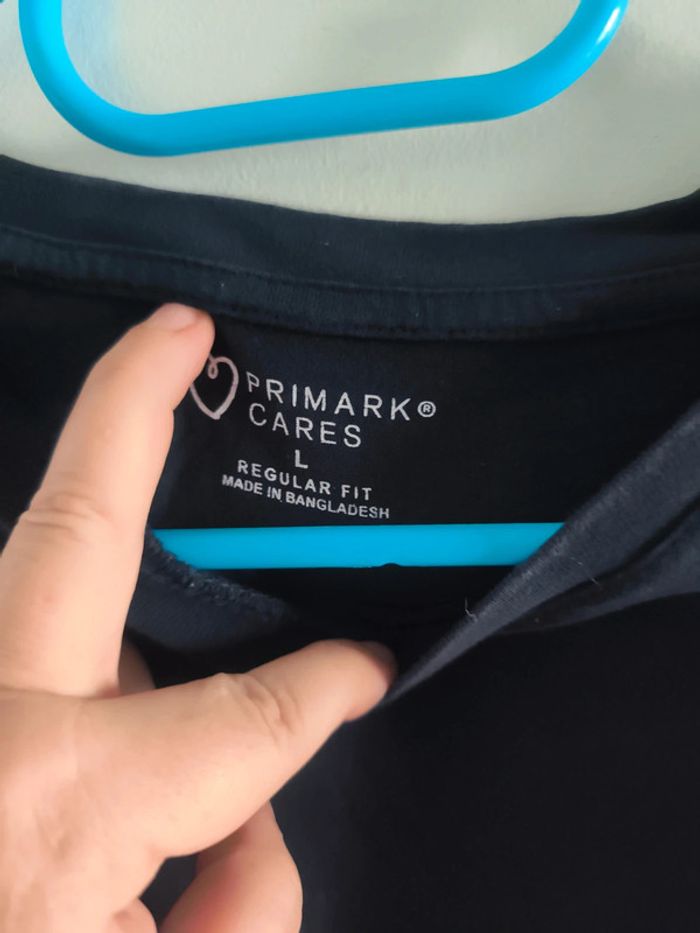 PRIMARK®
CARES
L
REGULAR FIT
MADE IN BANGLADESH